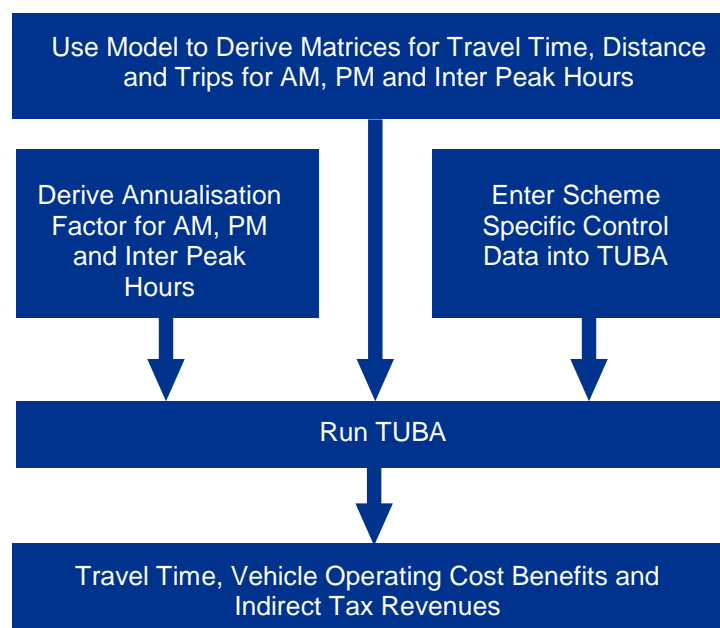 Use Model to Derive Matrices for Travel Time, Distance
and Trips for AM, PM and Inter Peak Hours
Derive Annualisation
Factor for AM, PM
and Inter Peak
Hours
Enter Scheme
Specific Control
Data into TUBA
Run TUBA
Travel Time, Vehicle Operating Cost Benefits and
Indirect Tax Revenues